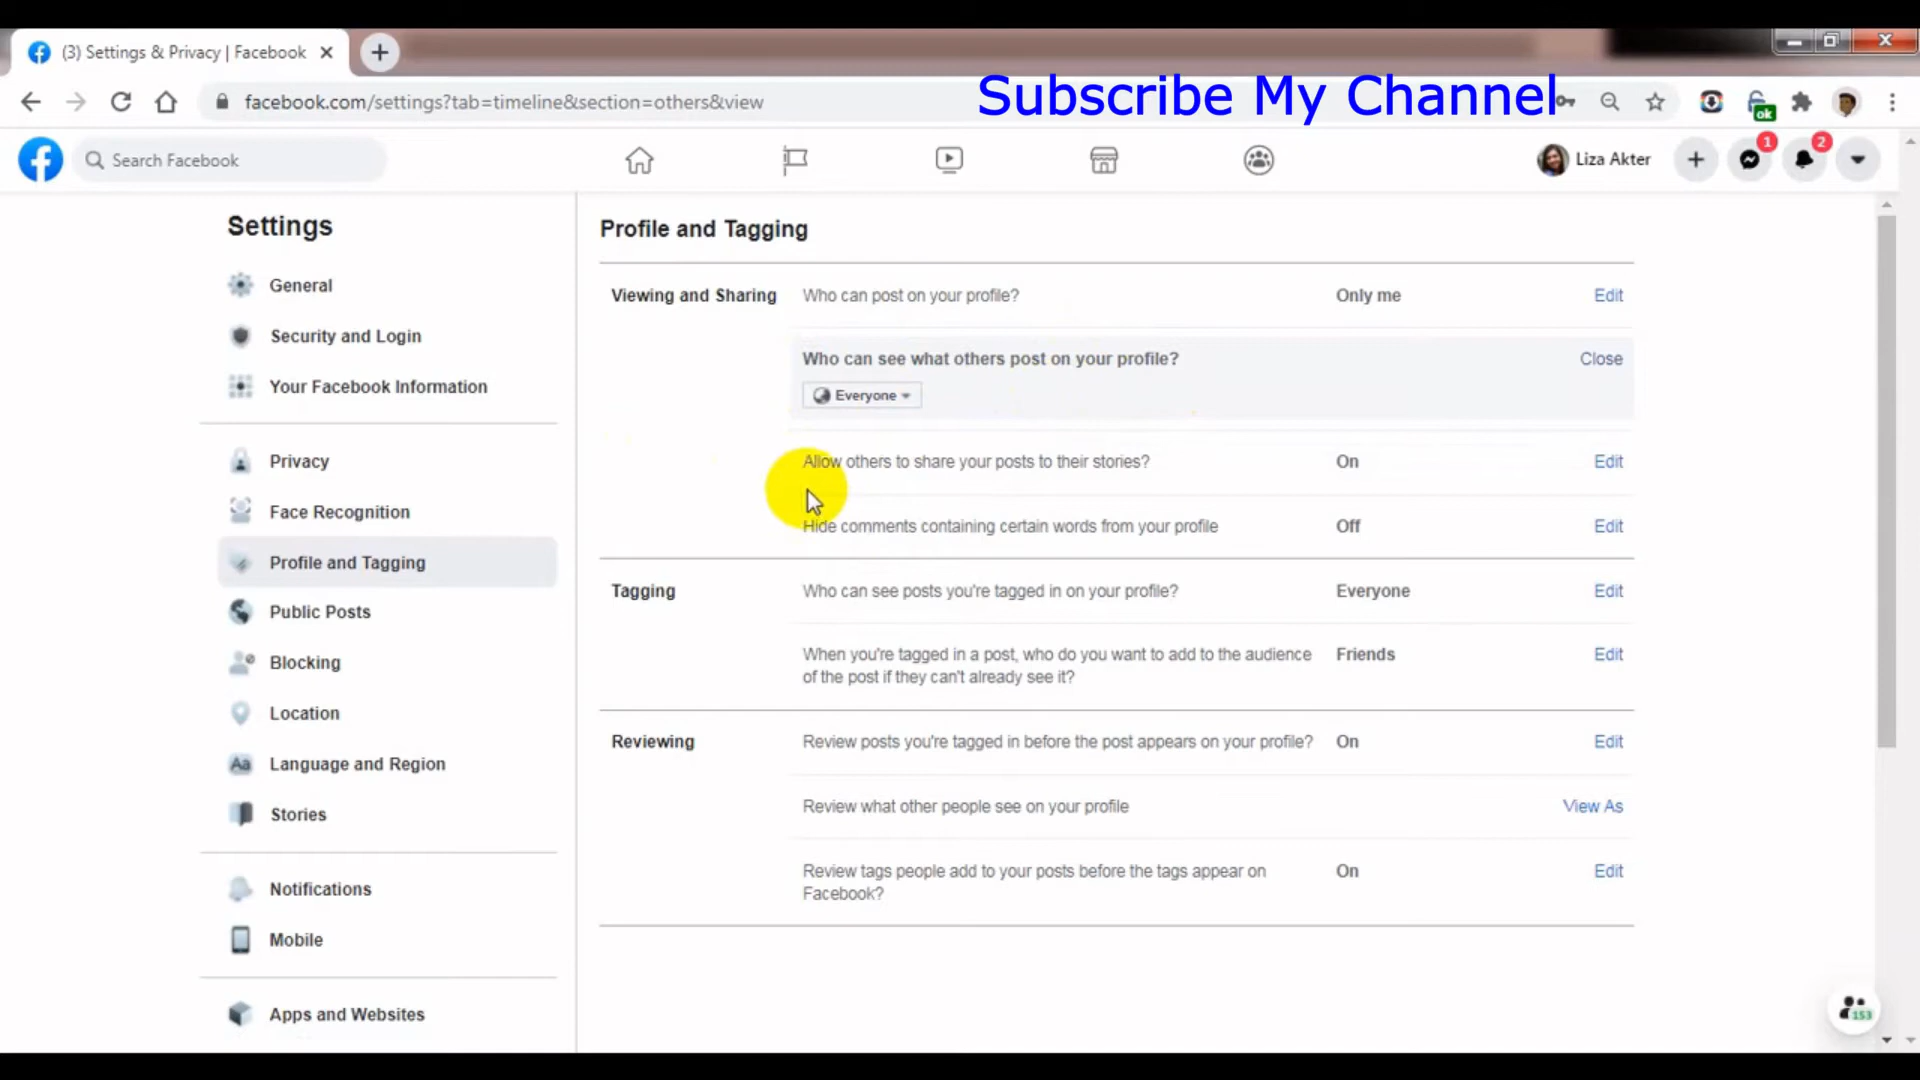 (3) Settings & Privacy | Facebook
facebook.com/settings?tab=timeline&section=others&view
Subscribe My Channel
ok
Search Facebook
Liza Akter
1
2
Settings
General
Security and Login
Your Facebook Information
Privacy
Face Recognition
Profile and Tagging
Public Posts
Blocking
Location
Aa Language and Region
Stories
Notifications
Mobile
Apps and Websites
Profile and Tagging
Viewing and Sharing Who can post on your profile? Only me Edit
Who can see what others post on your profile? Close
Everyone
Allow others to share your posts to their stories? On Edit
Hide comments containing certain words from your profile Off Edit
Tagging Who can see posts you're tagged in on your profile? Everyone Edit
When you're tagged in a post, who do you want to add to the audience Friends Edit
of the post if they can't already see it?
Reviewing Review posts you're tagged in before the post appears on your profile? On Edit
Review what other people see on your profile View As
Review tags people add to your posts before the tags appear on On Edit
Facebook?
153